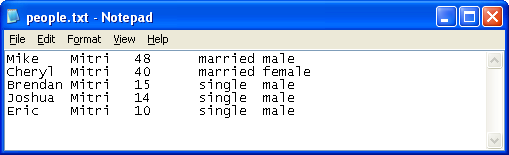 people.txt - Notepad
File Edit Format View Help
Mike Mitri 48 married male
Cheryl Mitri 40 married female
Brendan Mitri 15 single male
Joshua Mitri 14 single male
Eric Mitri 10 single male